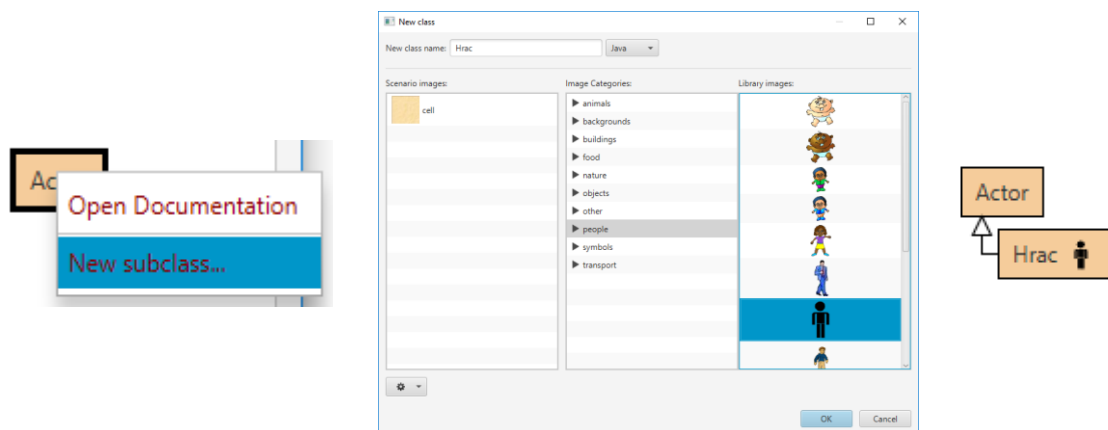 Ac
Open Documentation
New subclass...
New class
New class name: Hrac Java
Scenario images:
cell
Image Categories:
animals
backgrounds
buildings
food
nature
objects
other
people
symbols
transport
Library images:
OK Cancel
Actor
Hrac